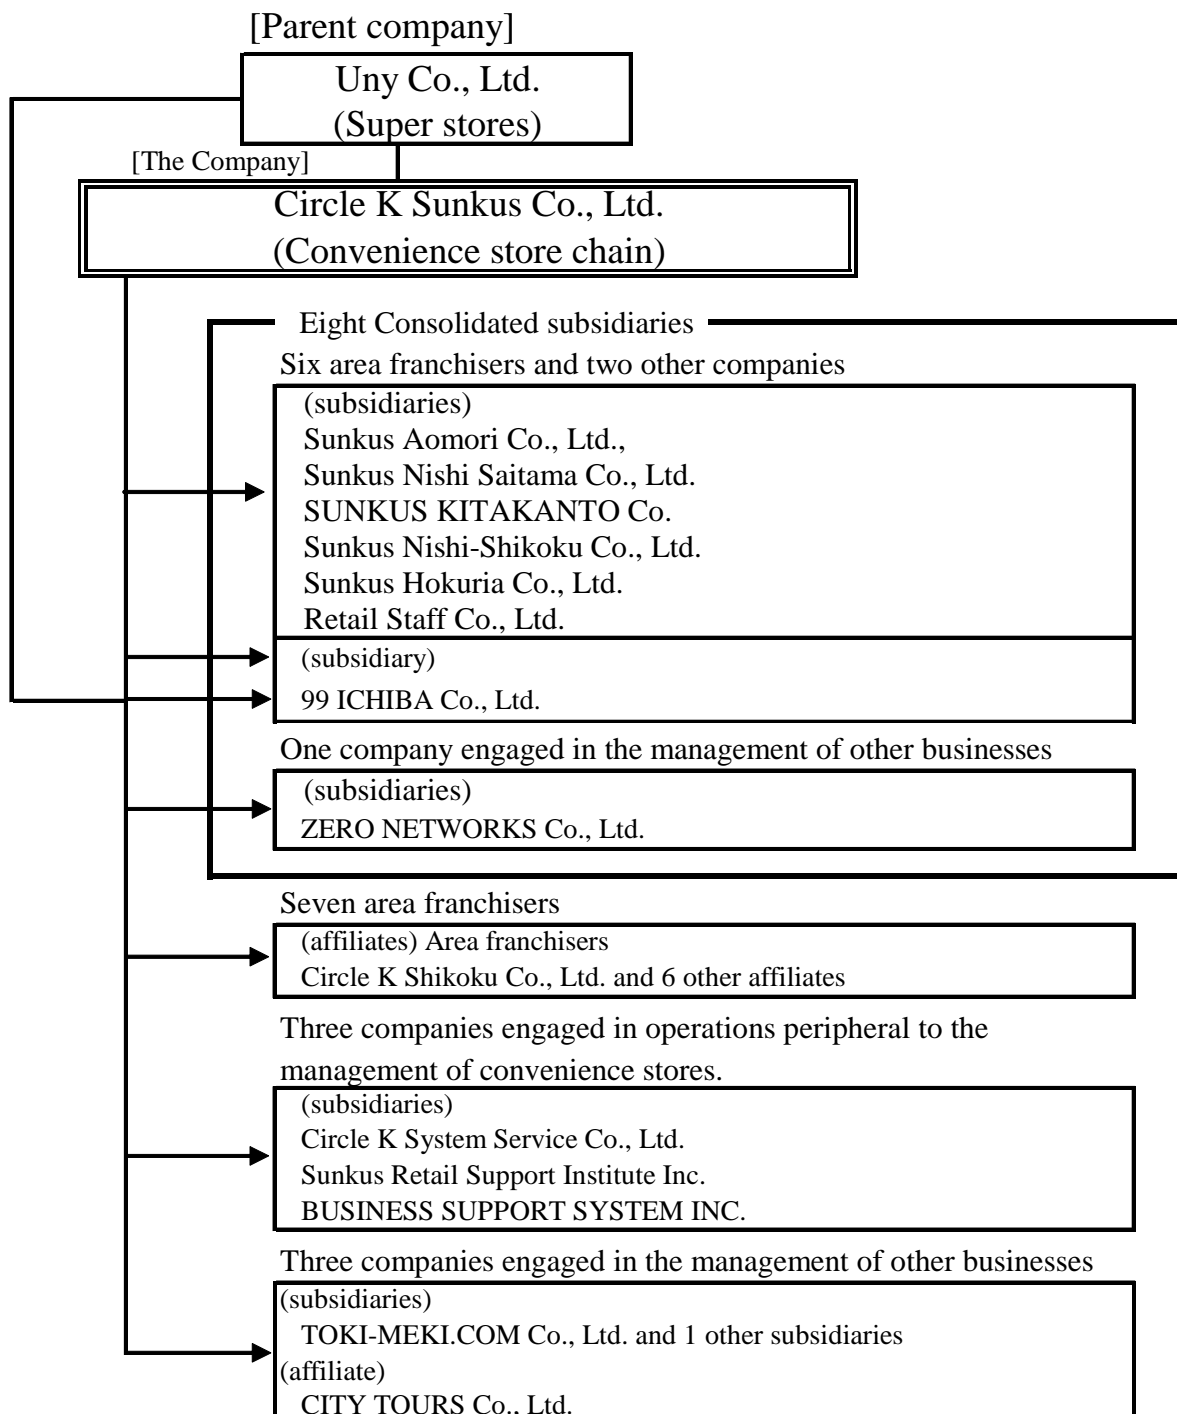 [Parent company]
Uny Co., Ltd.
(Super stores)
[The Company]
Circle K Sunkus Co., Ltd.
(Convenience store chain)
Eight Consolidated subsidiaries
Six area franchisers and two other companies
(subsidiaries)
Sunkus Aomori Co., Ltd.,
Sunkus Nishi Saitama Co., Ltd.
SUNKUS KITAKANTO Co.
Sunkus Nishi-Shikoku Co., Ltd.
Sunkus Hokuria Co., Ltd.
Retail Staff Co., Ltd.
(subsidiary)
99 ICHIBA Co., Ltd.
One company engaged in the management of other businesses
(subsidiaries)
ZERO NETWORKS Co., Ltd.
Seven area franchisers
(affiliates) Area franchisers
Circle K Shikoku Co., Ltd. and 6 other affiliates
Three companies engaged in operations peripheral to the
management of convenience stores.
(subsidiaries)
Circle K System Service Co., Ltd.
Sunkus Retail Support Institute Inc.
BUSINESS SUPPORT SYSTEM INC.
Three companies engaged in the management of other businesses
(subsidiaries)
TOKI-MEKI.COM Co., Ltd. and 1 other subsidiaries
(affiliate)
CITY TOURS Co., Ltd.